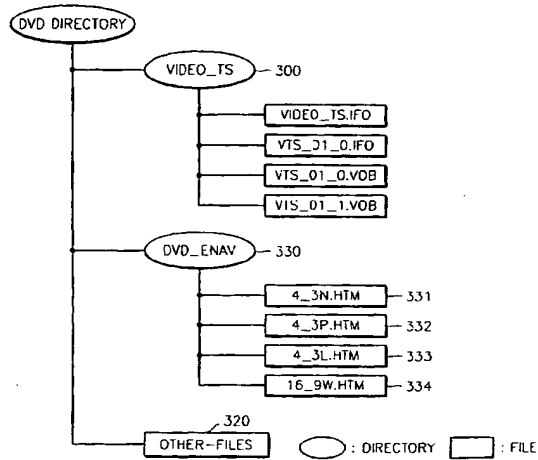 DVD DIRECTORY
VIDEO_TS 300
VIDEO_TS.IFO
VTS_01_0.IFO
VTS_01_0.VOB
VTS_01_1.VOB
DVD_ENAV 330
4_3N.HTM 331
4_3P.HTM 332
4_3L.HTM 333
16_9W.HTM 334
320
OTHER-FILES
: DIRECTORY : FILE